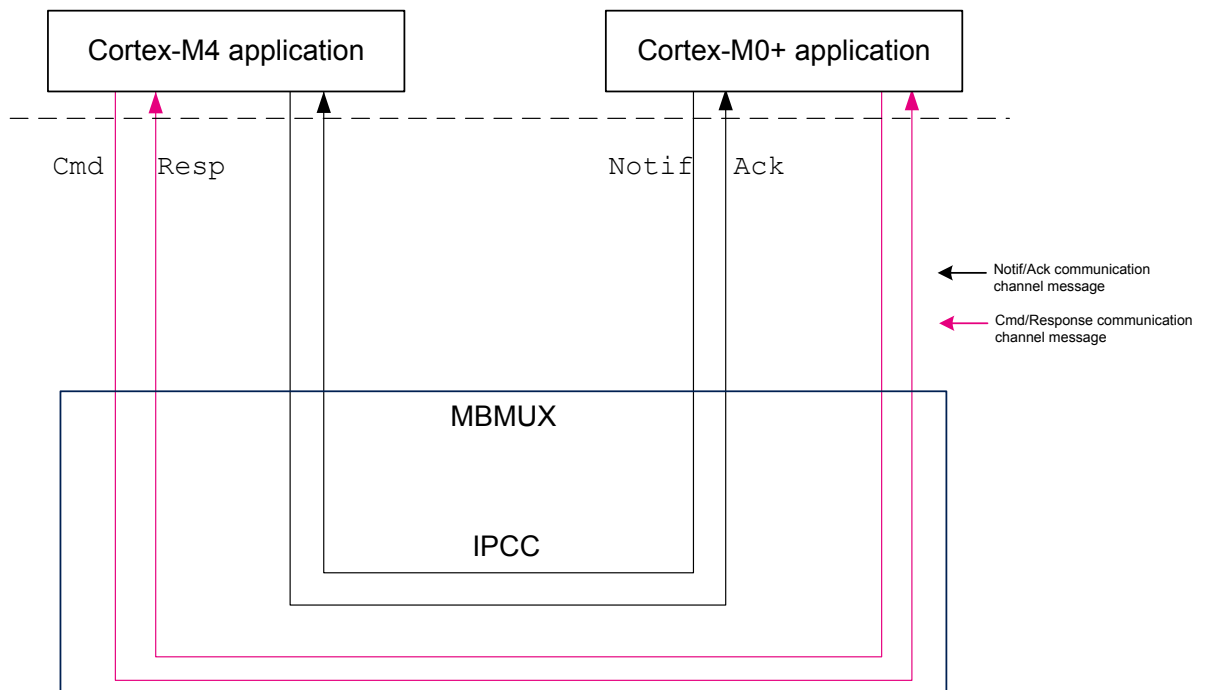 Cortex-M4 application
Cortex-M0+ application
Cmd
Resp
Notif
Ack
Notif/Ack communication
channel message
Cmd/Response communication
channel message
MBMUX
IPCC